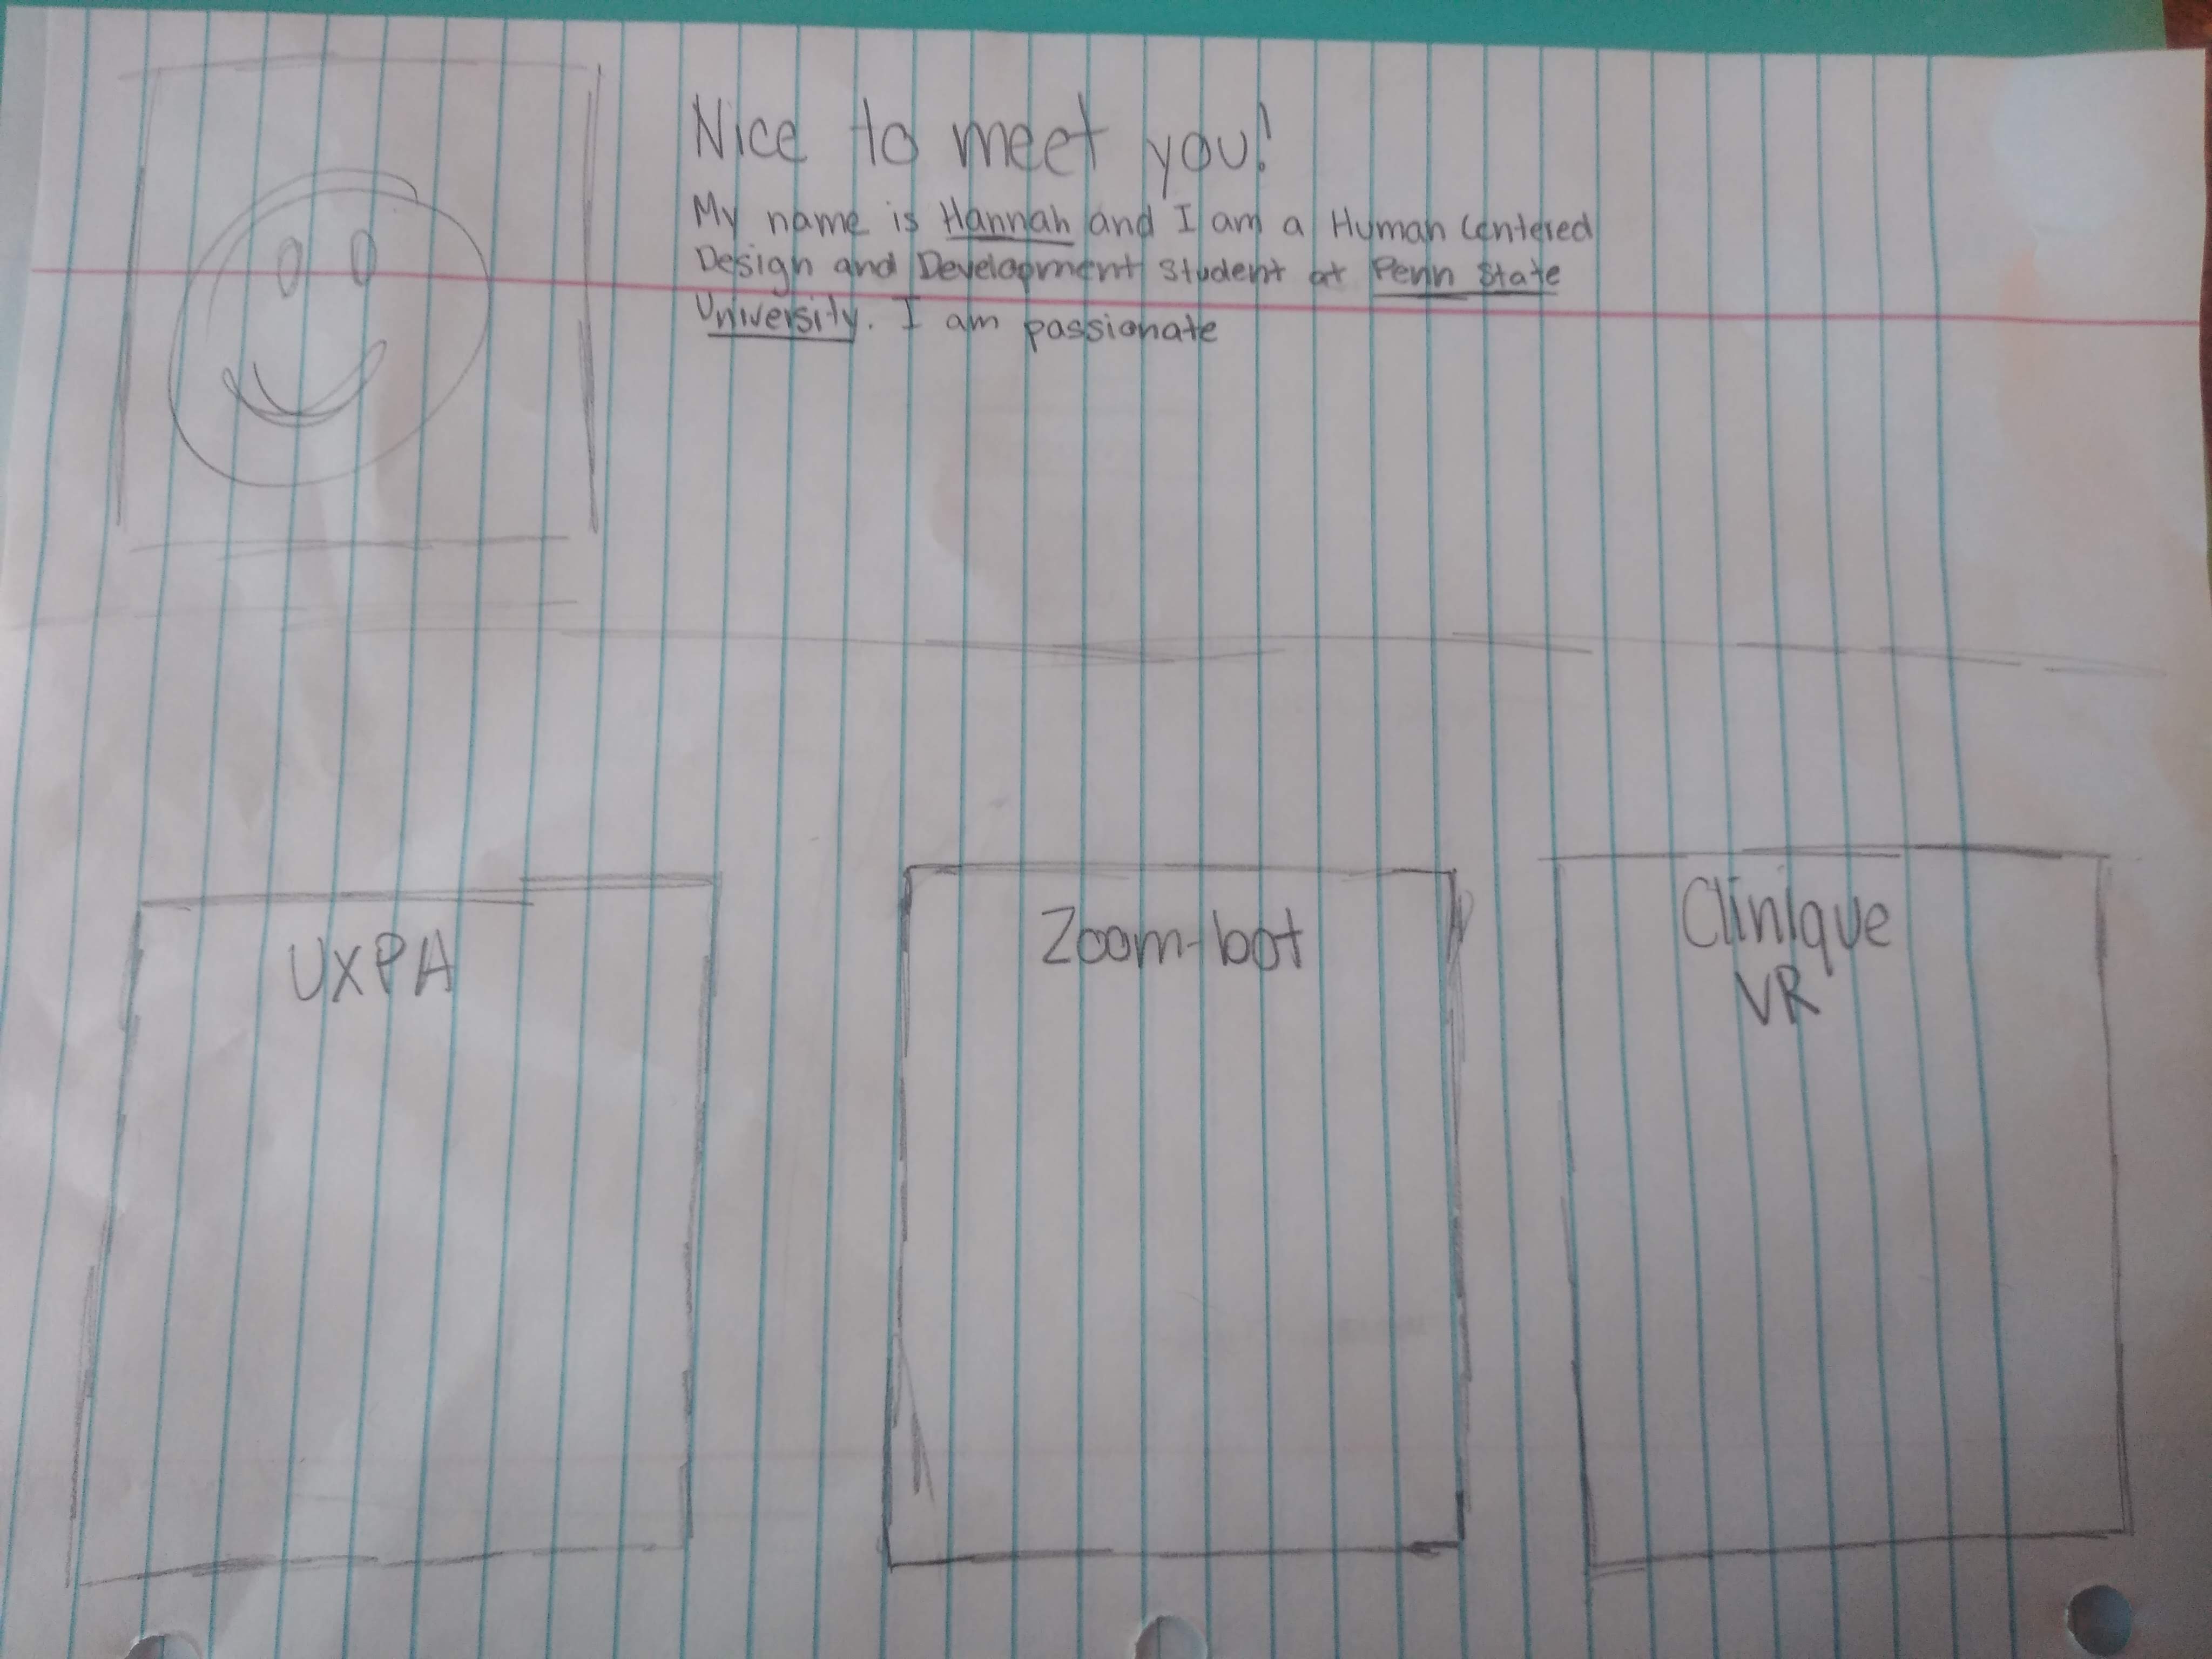 Nice to meet you!
My name is Hannah and I am a Human Centered
Design and Development student at Penn State
University. I am passionate
UXPA
Zoom-bot
Clinique
VR